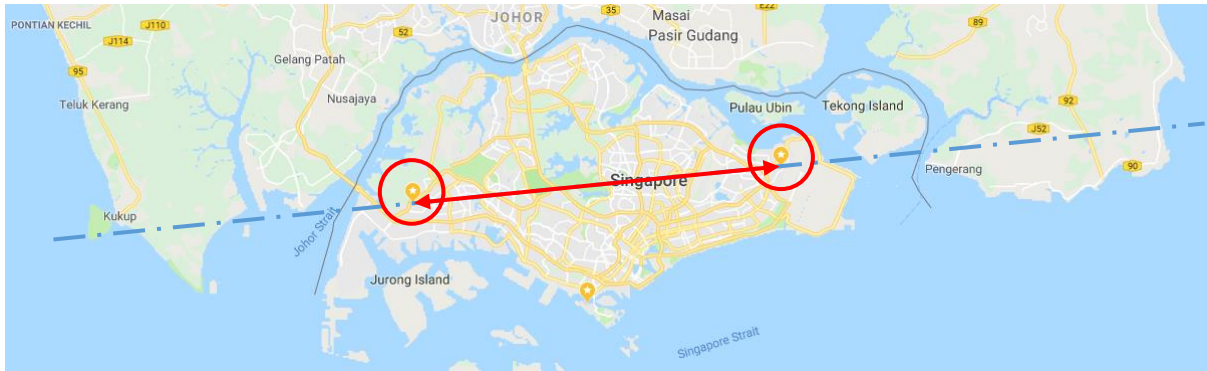 PONTIAN KECHIL
J110
J114
95
Teluk Kerang
Kukup
Gelang Patah
Nusajaya
52
JOHOR
35
Masai
Pasir Gudang
E22
89
Pulau Ubin
Tekong Island
92
J52
90
Pengerang
Singapore
Johor Strait
Jurong Island
Singapore Strait